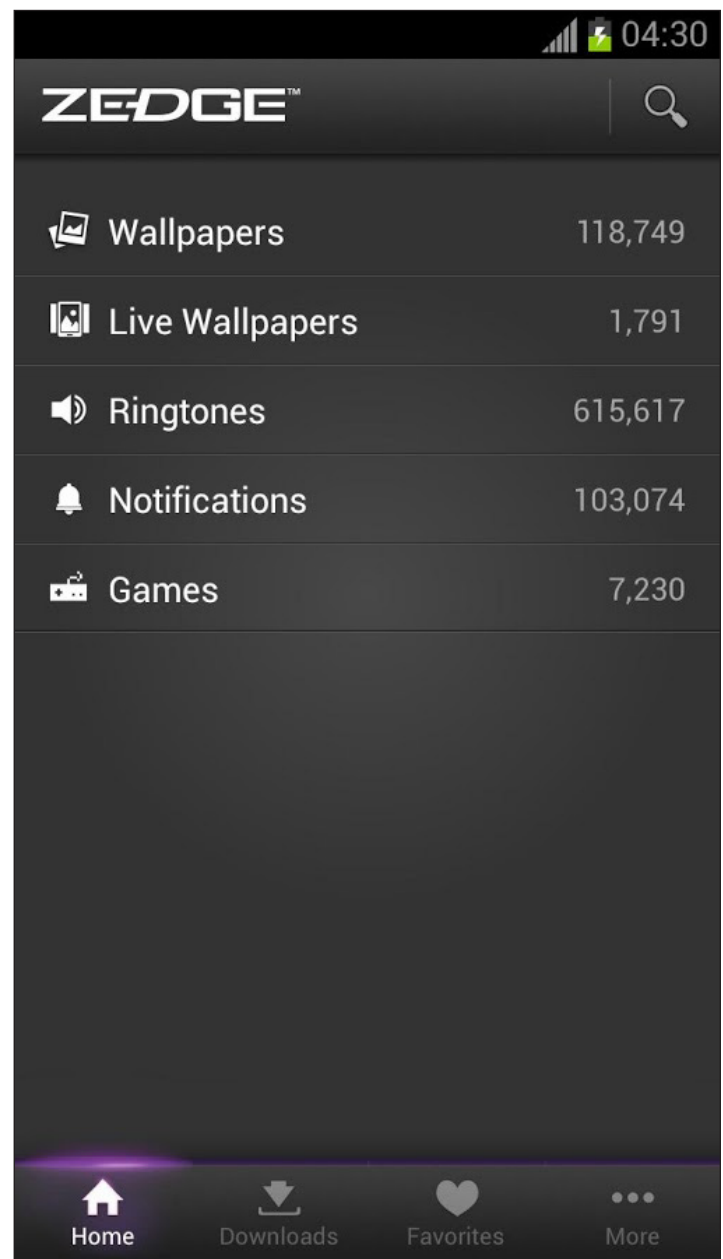 04:30
ZEDGE™
Wallpapers 118,749
Live Wallpapers 1,791
Ringtones 615,617
Notifications 103,074
Games 7,230
Home Downloads Favorites More